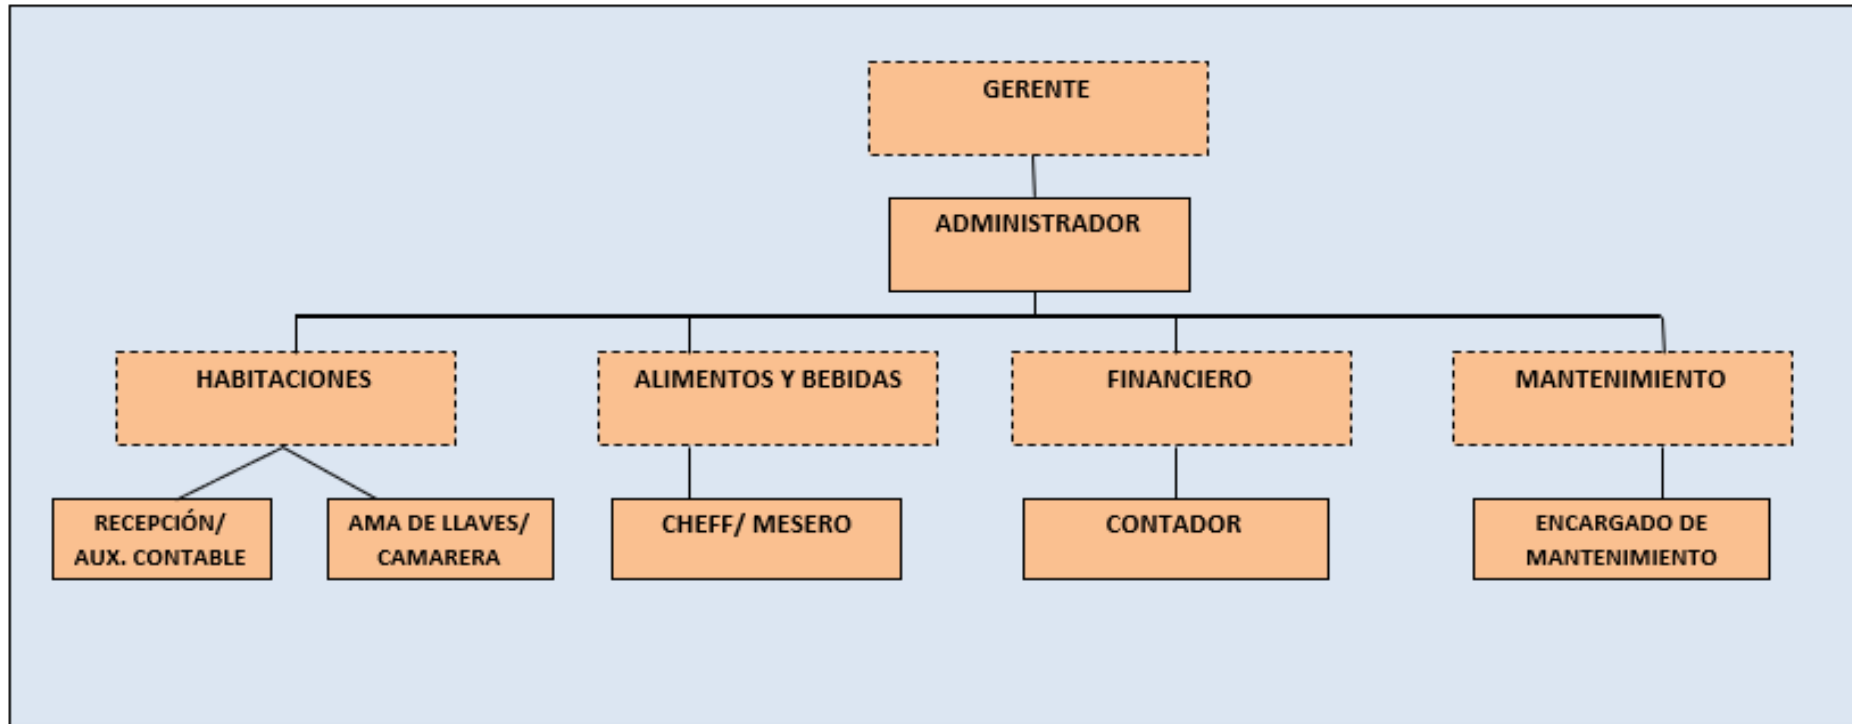 GERENTE
ADMINISTRADOR
HABITACIONES
ALIMENTOS Y BEBIDAS
FINANCIERO
MANTENIMIENTO
RECEPCIÓN/
AUX. CONTABLE
AMA DE LLAVES/
CAMARERA
CHEFF/ MESERO
CONTADOR
ENCARGADO DE
MANTENIMIENTO